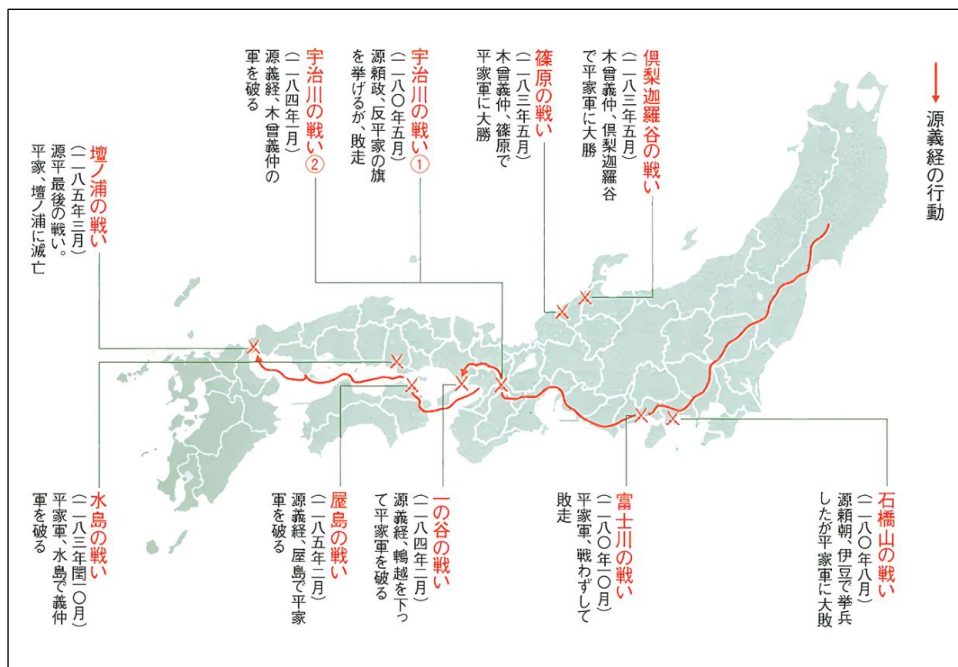 源義経の行動
倶梨迦羅谷の戦い
(一一八三年五月)
木曾義仲、倶梨迦羅谷
で平家軍に大勝
篠原の戦い
(一一八三年五月)
木曾義仲、篠原で
平家軍に大勝
宇治川の戦い①
(一一八〇年五月)
源頼政、反平家の旗
を挙げるが、敗走
宇治川の戦い②
(一一八四年一月)
源義経、木曾義仲の
軍を破る
壇ノ浦の戦い
(一一八五年三月)
源平最後の戦い。
平家、壇ノ浦に滅亡
石橋山の戦い
(一一八〇年八月)
源頼朝、伊豆で挙兵
したが平家軍に大敗
富士川の戦い
(一一八〇年一〇月)
平家軍、戦わずして
敗走
一の谷の戦い
(一一八四年二月)
源義経、鵯越を下っ
て平家軍を破る
屋島の戦い
(一一八五年二月)
源義経、屋島で平家
軍を破る
水島の戦い
(一一八三年閏一〇月)
平家軍、水島で義仲
軍を破る